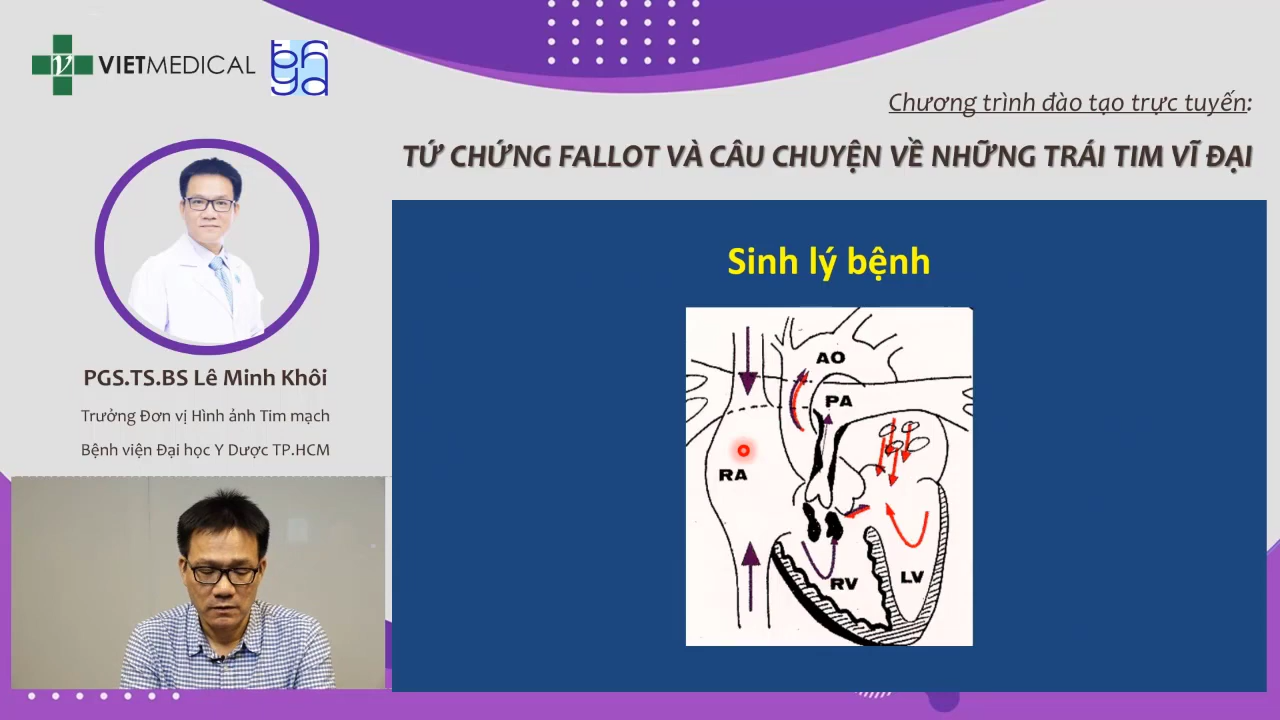 VIETMEDICAL
Chương trình đào tạo trực tuyến:
TỨ CHỨNG FALLOT VÀ CÂU CHUYỆN VỀ NHỮNG TRÁI TIM VĨ ĐẠI
PGS.TS.BS Lê Minh Khôi
Trưởng Đơn vị Hình ảnh Tim mạch
Bệnh viện Đại học Y Dược TP.HCM
Sinh lý bệnh
AO
PA
RA
RV
LV